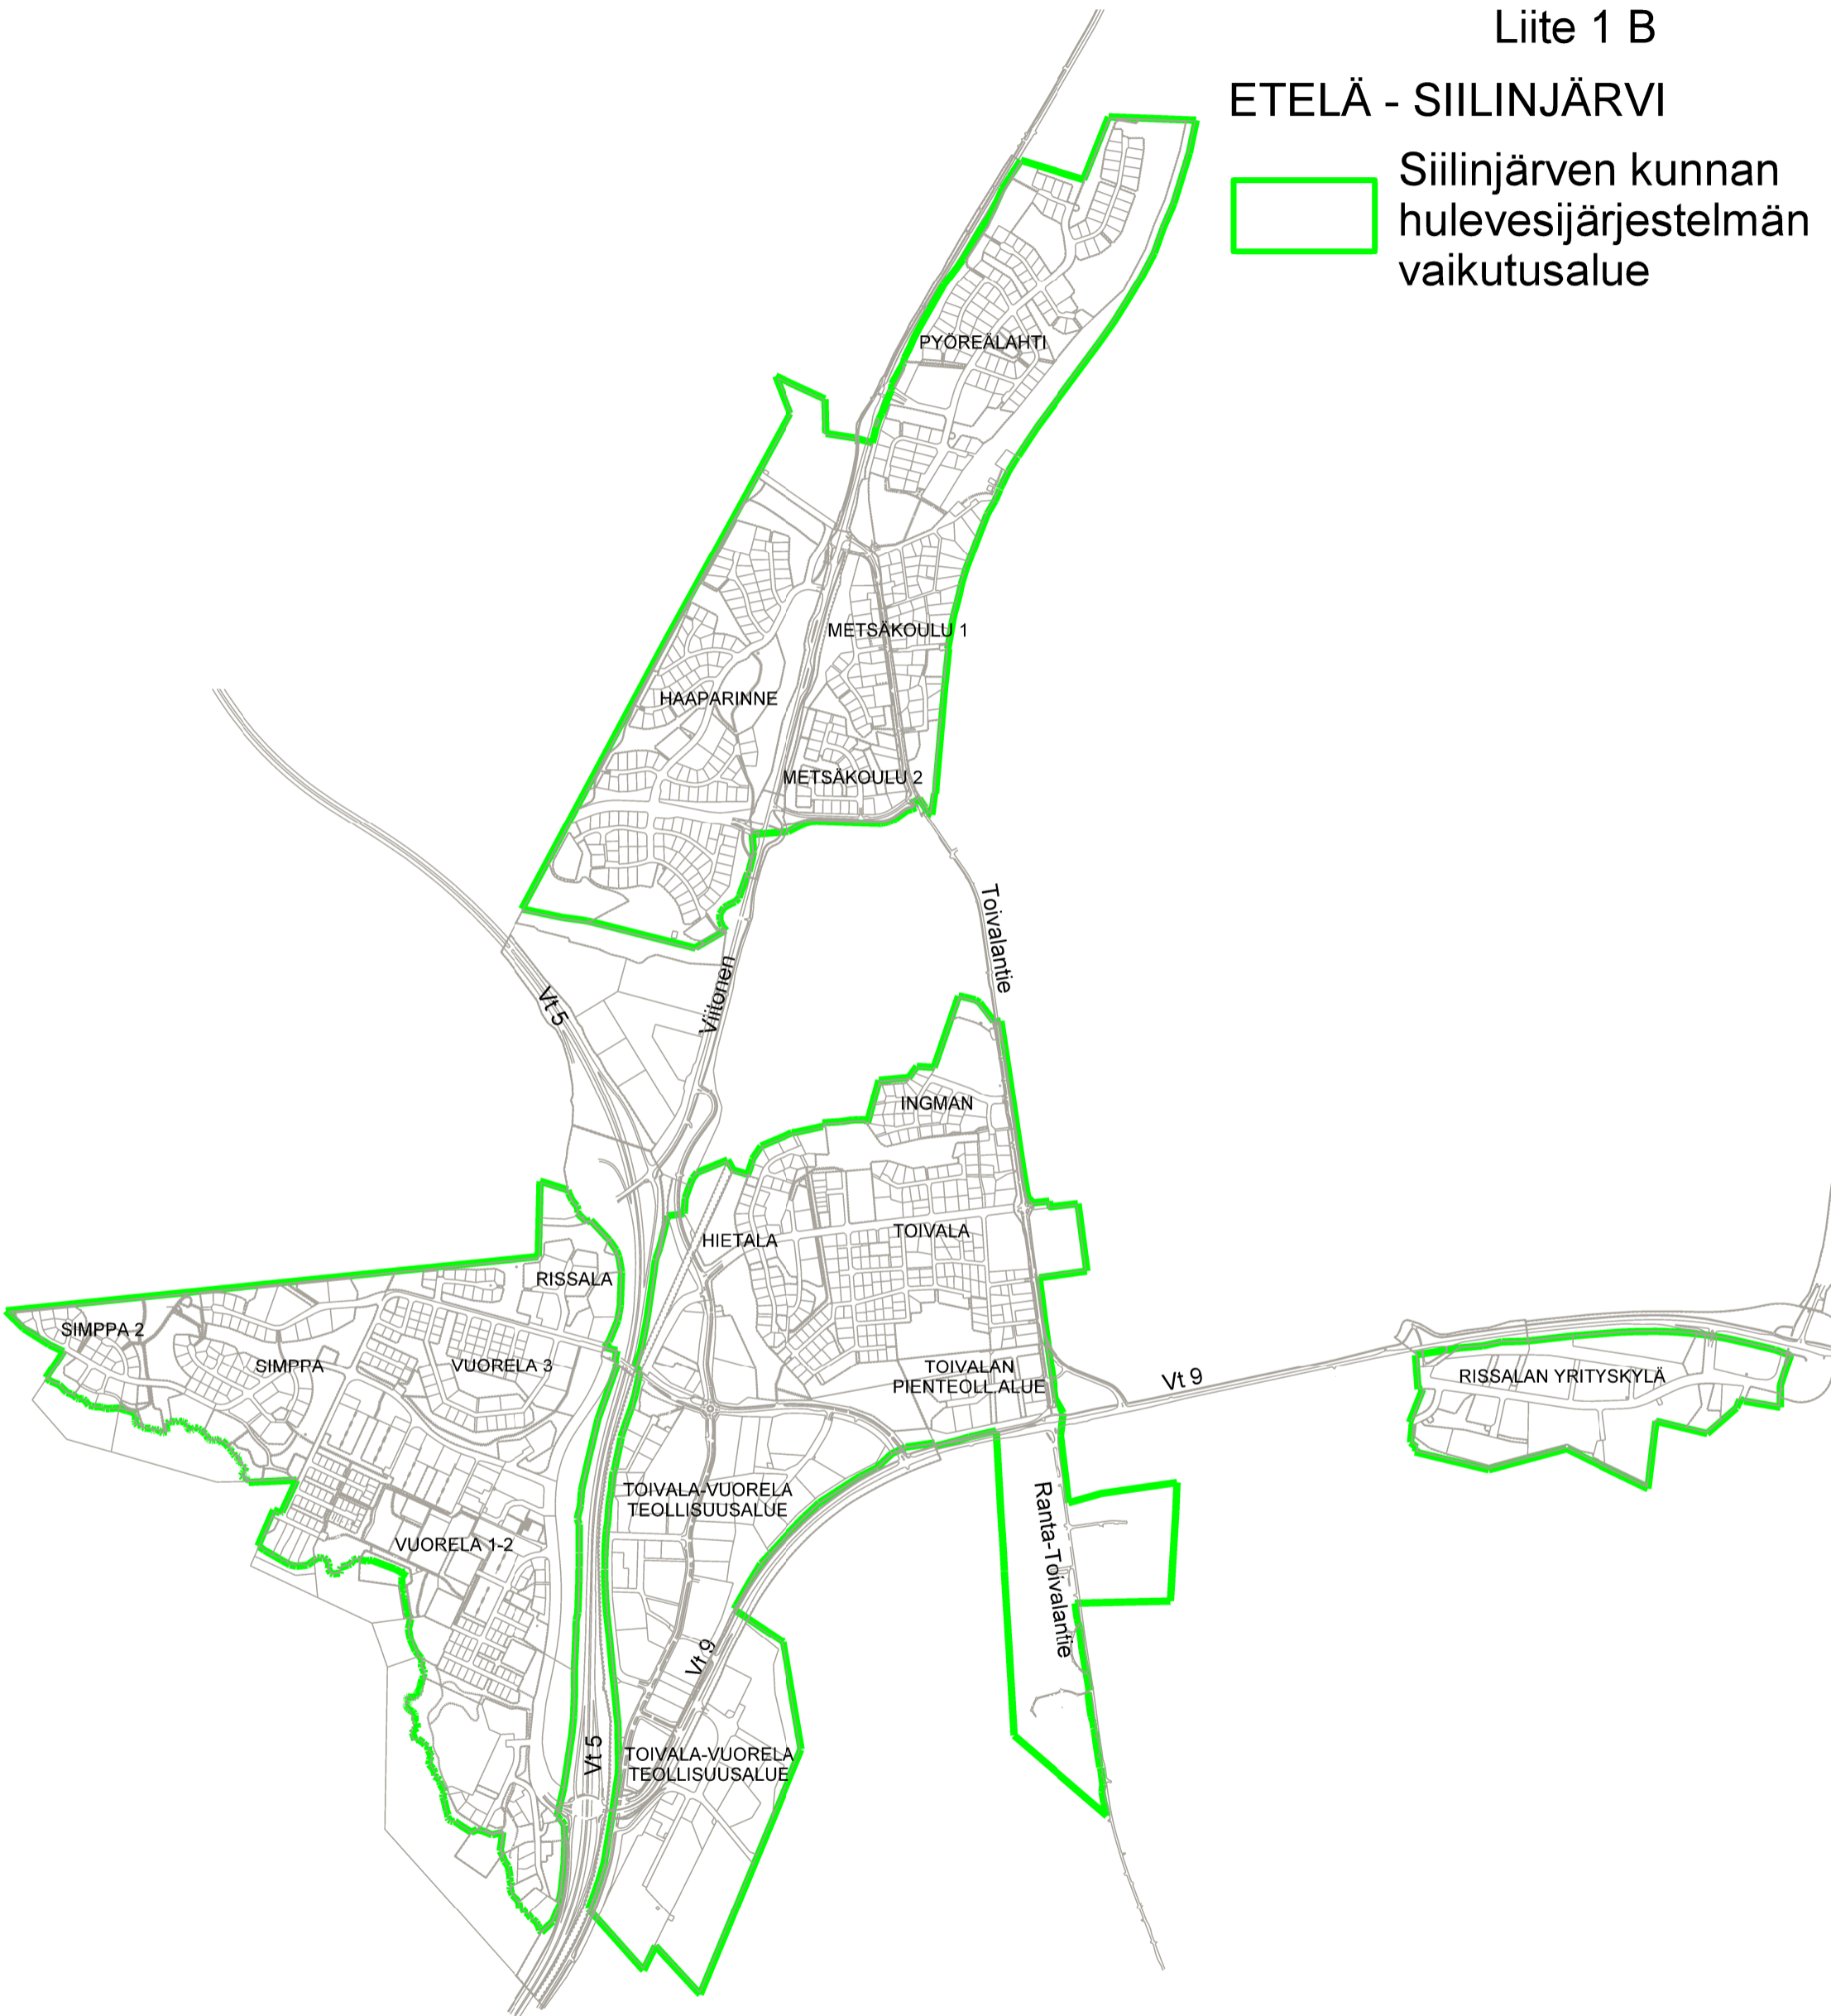 Liite 1 B
ETELÄ - SIILINJÄRVI
Siilinjärven kunnan
hulevesijärjestelmän
vaikutusalue
PYÖREÄLAHTI
METSÄKOULU 1
HAAPARINNE
METSÄKOULU 2
Toivalantie
Viitonen
Vt 5
INGMAN
TOIVALA
HIETALA
RISSALA
SIMPPA 2
SIMPPA
VUORELA 3
TOIVALAN
PIENTEOLL.ALUE
Vt 9
RISSALAN YRITYSKYLÄ
TOIVALA-VUORELA
TEOLLISUUSALUE
VUORELA 1-2
Ranta-Toivalantie
Vt 9
Vt 5
TOIVALA-VUORELA
TEOLLISUUSALUE